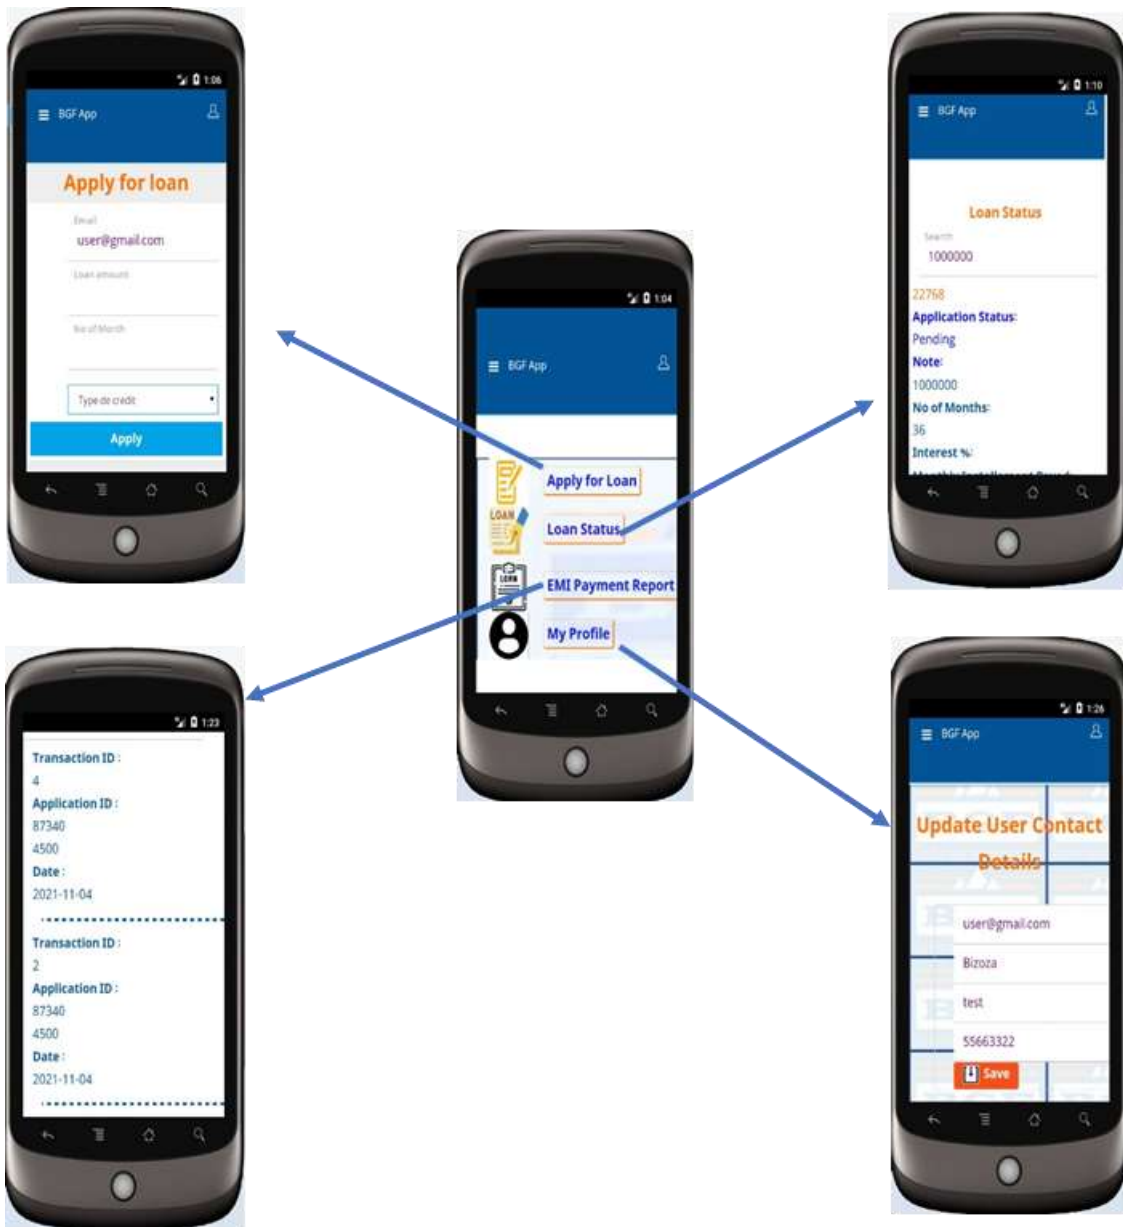 1:06
BGF App
Apply for loan
Email
user@gmail.com
Loan amount
No of Month
Type de credit
Apply
1:10
BGF App
Loan Status
Search
1000000
22768
Application Status:
Pending
Note:
1000000
No of Months:
36
Interest %:
1:04
BGF App
Apply for Loan
LOAN
Loan Status
LOAN
EMI Payment Report
My Profile
1:23
Transaction ID :
4
Application ID :
87340
4500
Date :
2021-11-04
Transaction ID :
2
Application ID :
87340
4500
Date :
2021-11-04
1:26
BGF App
Update User Contact
Details
user@gmail.com
Bizoza
test
55663322
Save